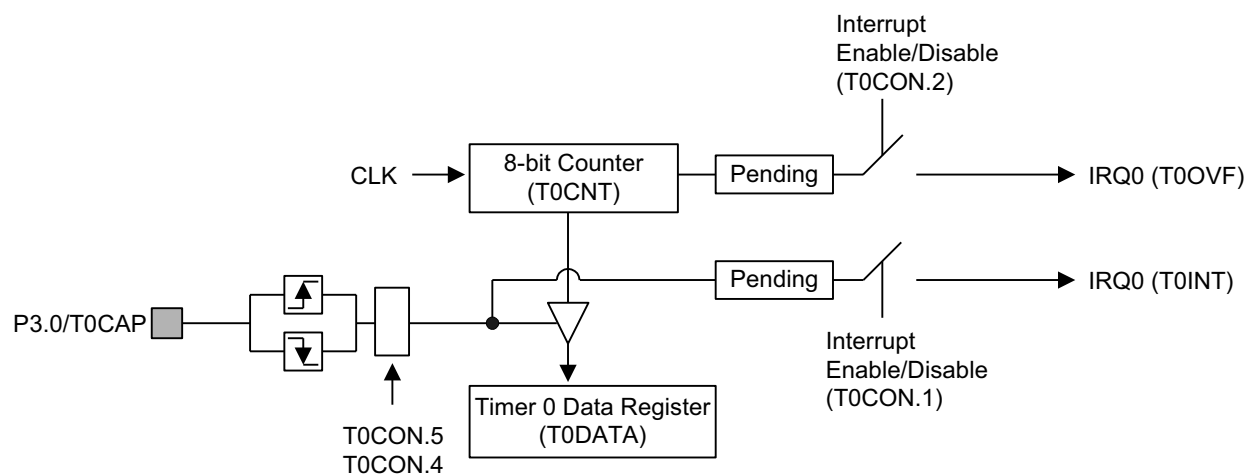 Interrupt
Enable/Disable
(T0CON.2)
CLK
8-bit Counter
(T0CNT)
Pending
IRQ0 (T0OVF)
Pending
IRQ0 (T0INT)
P3.0/T0CAP
Interrupt
Enable/Disable
(T0CON.1)
Timer 0 Data Register
(T0DATA)
T0CON.5
T0CON.4